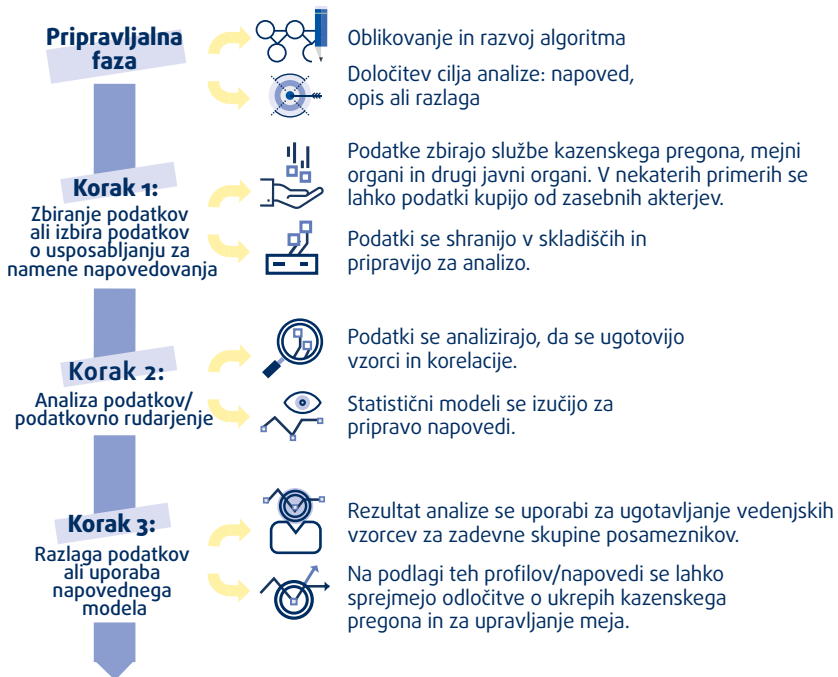 Pripravljalna
faza
Oblikovanje in razvoj algoritma
Določitev cilja analize: napoved,
opis ali razlaga
Korak 1:
Zbiranje podatkov
ali izbira podatkov
o usposabljanju za
namene napovedovanja
Podatke zbirajo službe kazenskega pregona, mejni
organi in drugi javni organi. V nekaterih primerih se
lahko podatki kupijo od zasebnih akterjev.
Podatki se shranijo v skladiščih in
pripravijo za analizo.
Korak 2:
Analiza podatkov/
podatkovno rudarjenje
Podatki se analizirajo, da se ugotovijo
vzorci in korelacije.
Statistični modeli se izučijo za
pripravo napovedi.
Korak 3:
Razlaga podatkov
ali uporaba
napovednega
modela
Rezultat analize se uporabi za ugotavljanje vedenjskih
vzorcev za zadevne skupine posameznikov.
Na podlagi teh profilov/napovedi se lahko
sprejmejo odločitve o ukrepih kazenskega
pregona in za upravljanje meja.